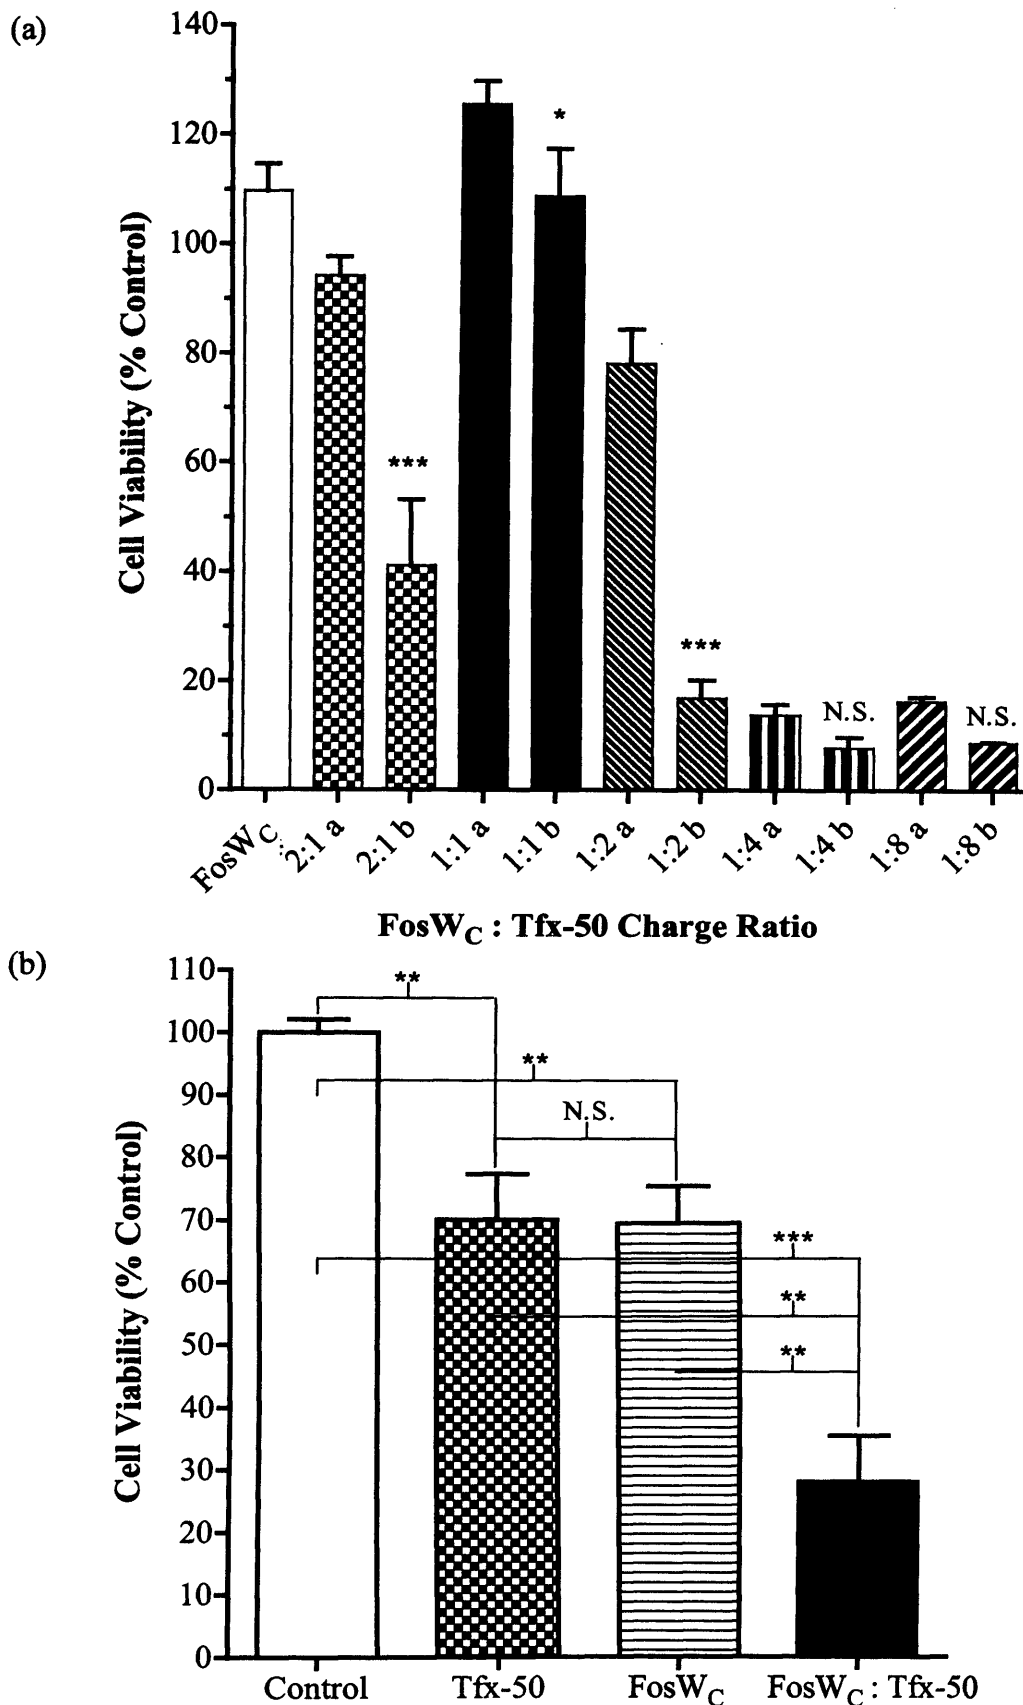 (a)
140
120
100
80
60
40
20
0
Cell Viability (% Control)
*
***
***
N.S.
N.S.
FosWC
2:1 a
2:1 b
1:1 a
1:1 b
1:2 a
1:2 b
1:4 a
1:4 b
1:8 a
1:8 b
FosWC : Tfx-50 Charge Ratio
(b)
110
100
90
80
70
60
50
40
30
20
10
0
Cell Viability (% Control)
**
**
N.S.
***
**
**
Control
Tfx-50
FosWC
FosWC : Tfx-50